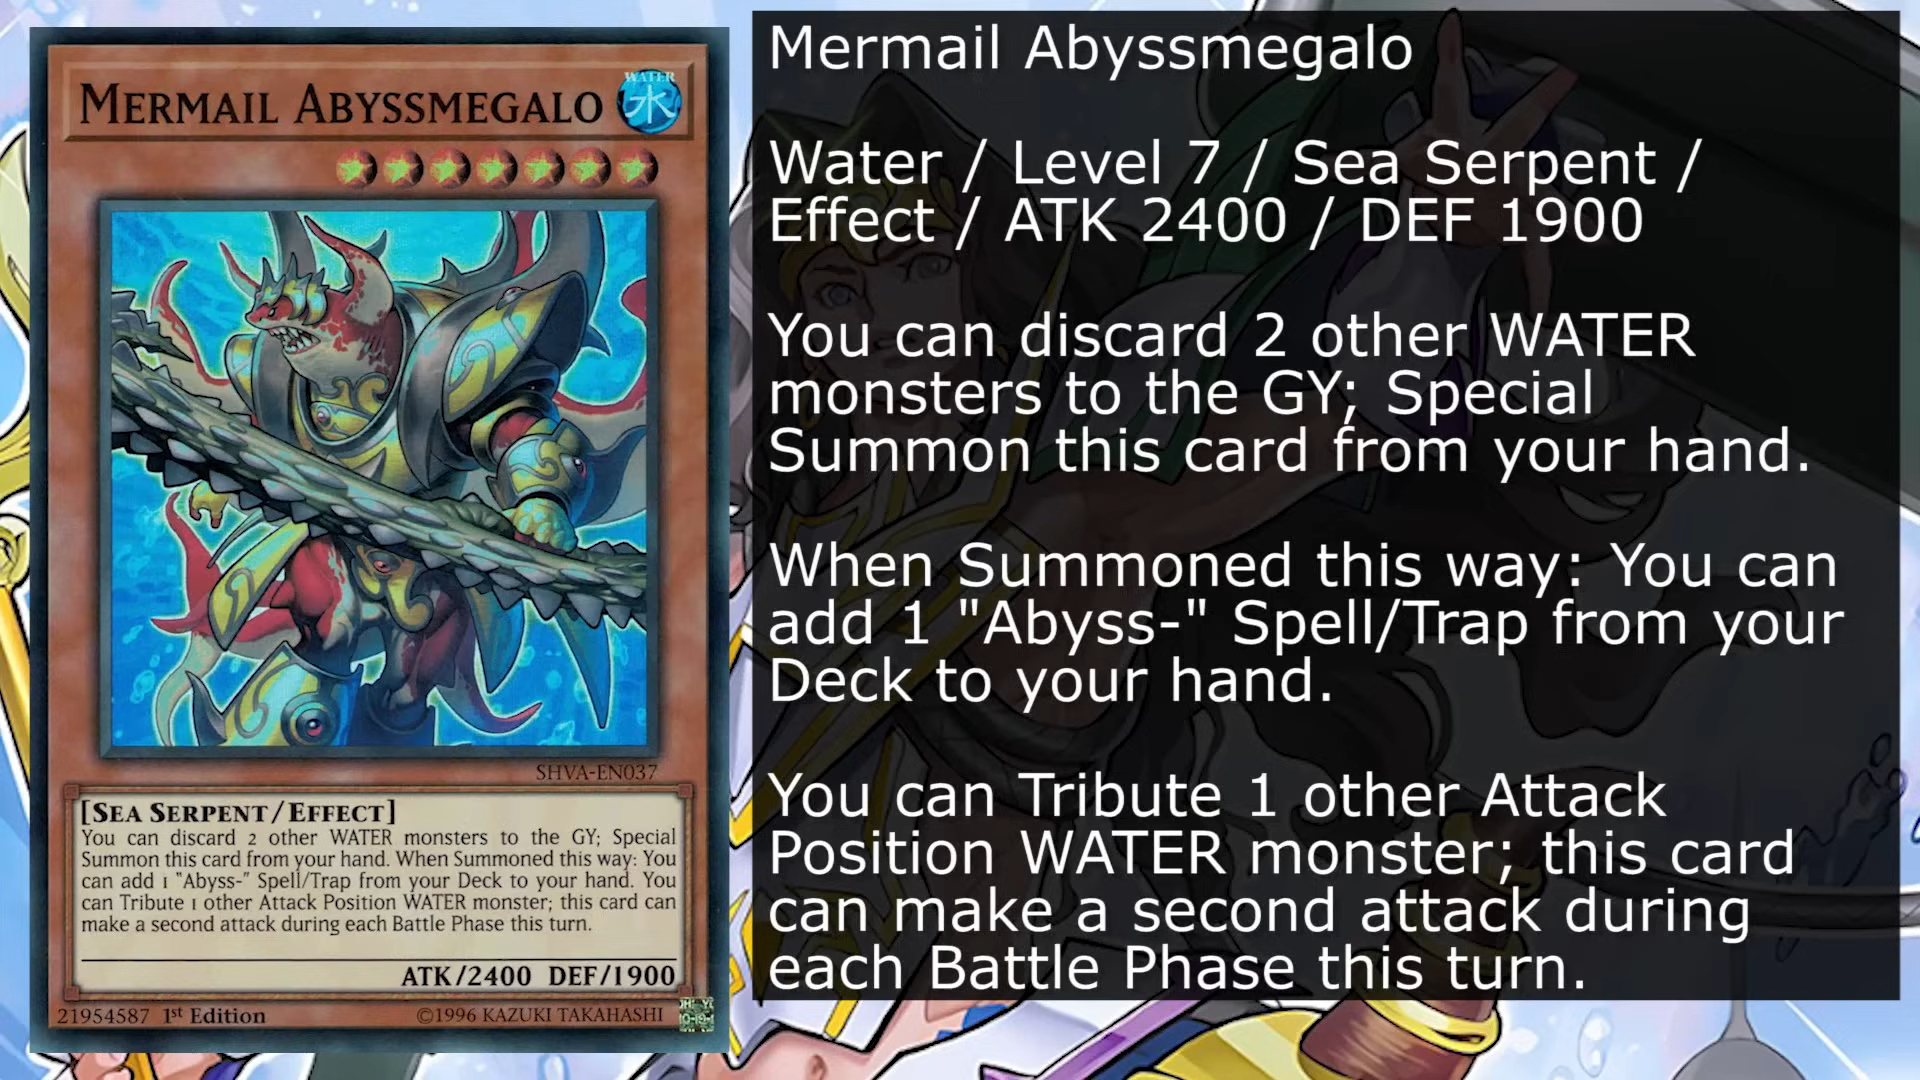 MERMAIL ABYSSMEGALO
WATER
水
SHVA-EN037
[SEA SERPENT/EFFECT]
You can discard 2 other WATER monsters to the GY; Special
Summon this card from your hand. When Summoned this way: You
can add 1 "Abyss-" Spell/Trap from your Deck to your hand. You
can Tribute 1 other Attack Position WATER monster; this card can
make a second attack during each Battle Phase this turn.
ATK/2400 DEF/1900
21954587 1st Edition
©1996 KAZUKI TAKAHASHI
Mermail Abyssmegalo
Water / Level 7 / Sea Serpent /
Effect / ATK 2400 / DEF 1900
You can discard 2 other WATER
monsters to the GY; Special
Summon this card from your hand.
When Summoned this way: You can
add 1 "Abyss-" Spell/Trap from your
Deck to your hand.
You can Tribute 1 other Attack
Position WATER monster; this card
can make a second attack during
each Battle Phase this turn.